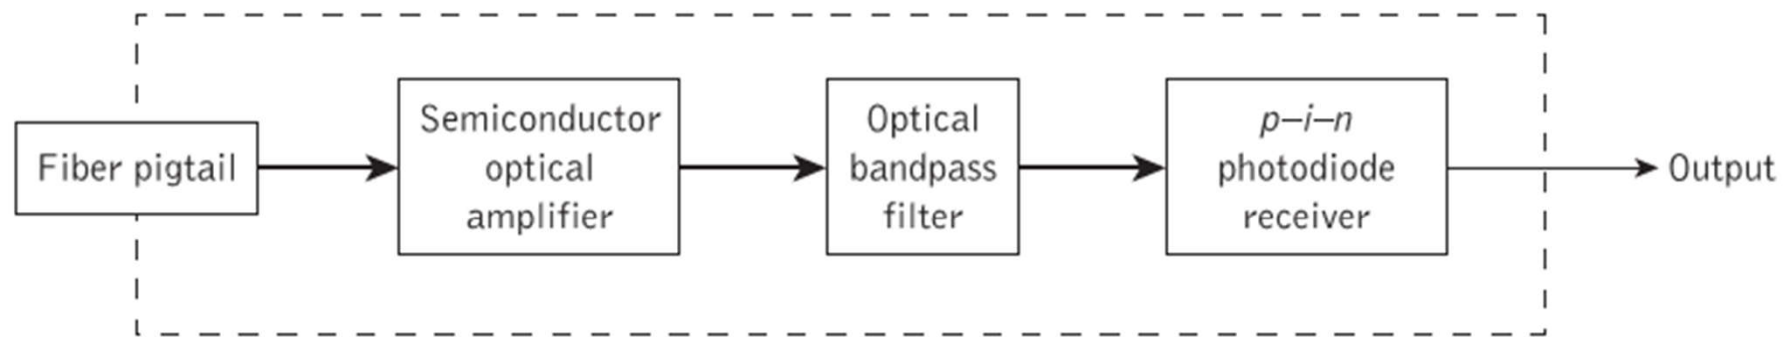 Fiber pigtail
Semiconductor
optical
amplifier
Optical
bandpass
filter
p–i–n
photodiode
receiver
Output